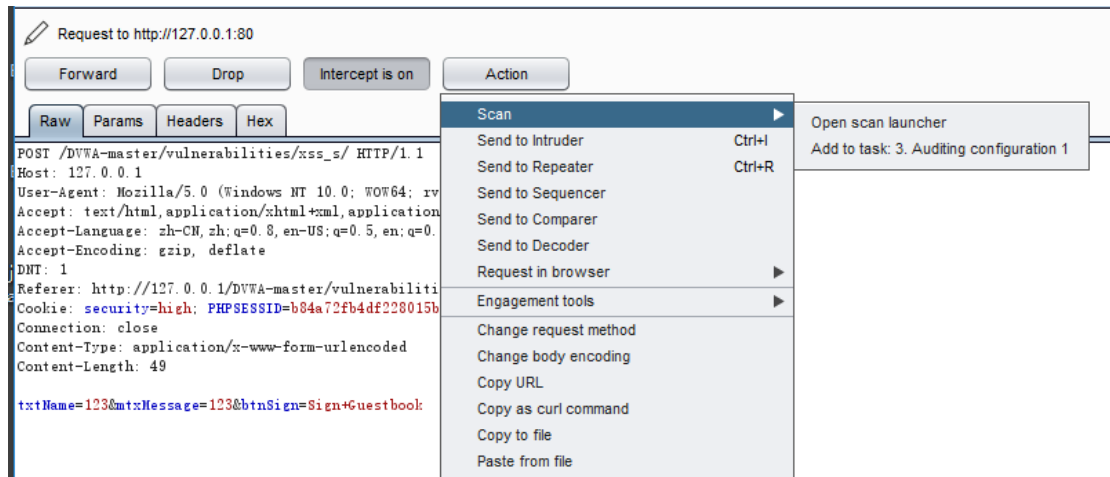 Request to http://127.0.0.1:80
Forward Drop Intercept is on Action
Raw Params Headers Hex
POST /DVWA-master/vulnerabilities/xss_s/ HTTP/1.1
Host: 127.0.0.1
User-Agent: Mozilla/5.0 (Windows NT 10.0; WOW64; rv
Accept: text/html,application/xhtml+xml,application
Accept-Language: zh-CN,zh;q=0.8,en-US;q=0.5,en;q=0.
Accept-Encoding: gzip, deflate
DNT: 1
Referer: http://127.0.0.1/DVWA-master/vulnerabiliti
Cookie: security=high; PHPSESSID=b84a72fb4df228015b
Connection: close
Content-Type: application/x-www-form-urlencoded
Content-Length: 49
txtName=123&mtxMessage=123&btnSign=Sign+Guestbook
Scan
Send to Intruder Ctrl+I
Send to Repeater Ctrl+R
Send to Sequencer
Send to Comparer
Send to Decoder
Request in browser
Engagement tools
Change request method
Change body encoding
Copy URL
Copy as curl command
Copy to file
Paste from file
Open scan launcher
Add to task: 3. Auditing configuration 1